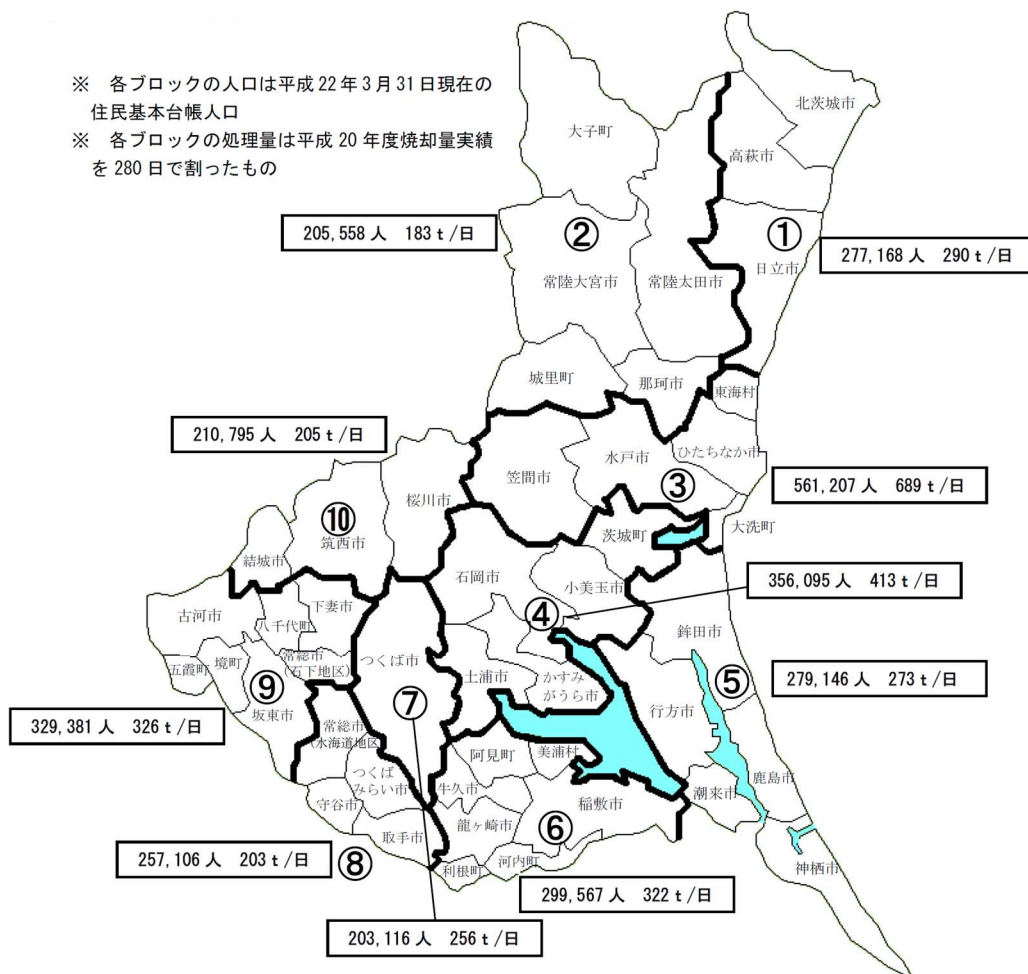 ※ 各ブロックの人口は平成22年3月31日現在の
住民基本台帳人口
※ 各ブロックの処理量は平成20年度焼却量実績
を280日で割ったもの
北茨城市
大子町
高萩市
205,558人 183t/日
②
①
277,168人 290t/日
日立市
常陸大宮市
常陸太田市
城里町
那珂市
東海村
210,795人 205t/日
笠間市
水戸市
ひたちなか市
③
561,207人 689t/日
桜川市
⑩
筑西市
茨城町
大洗町
結城市
石岡市
小美玉市
356,095人 413t/日
④
古河市
八千代町
下妻市
鉾田市
五霞町
境町
常総市
(石下地区)
つくば市
土浦市
かすみ
がうら市
⑤
279,146人 273t/日
⑨
坂東市
⑦
行方市
329,381人 326t/日
常総市
(水海道地区)
阿見町
美浦村
鹿島市
つくば
みらい市
牛久市
稲敷市
潮来市
守谷市
取手市
龍ヶ崎市
⑥
257,106人 203t/日
⑧
利根町
河内町
神栖市
299,567人 322t/日
203,116人 256t/日